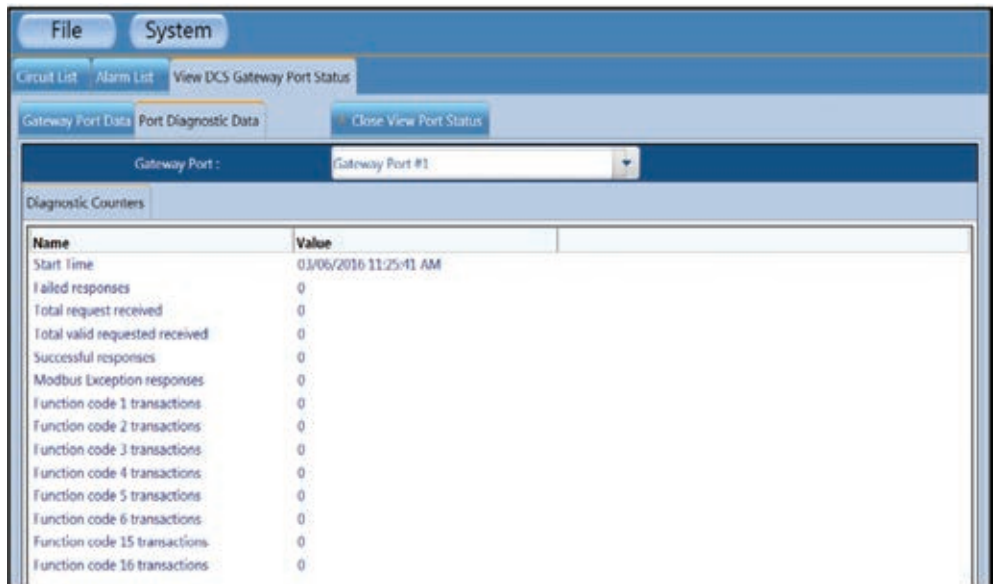 File System
Circuit List Alarm List View DCS Gateway Port Status
Gateway Port Data Port Diagnostic Data Close View Port Status
Gateway Port : Gateway Port #1
Diagnostic Counters
Name Value
Start Time 03/06/2016 11:25:41 AM
Failed responses 0
Total request received 0
Total valid requested received 0
Successful responses 0
Modbus Exception responses 0
Function code 1 transactions 0
Function code 2 transactions 0
Function code 3 transactions 0
Function code 4 transactions 0
Function code 5 transactions 0
Function code 6 transactions 0
Function code 15 transactions 0
Function code 16 transactions 0